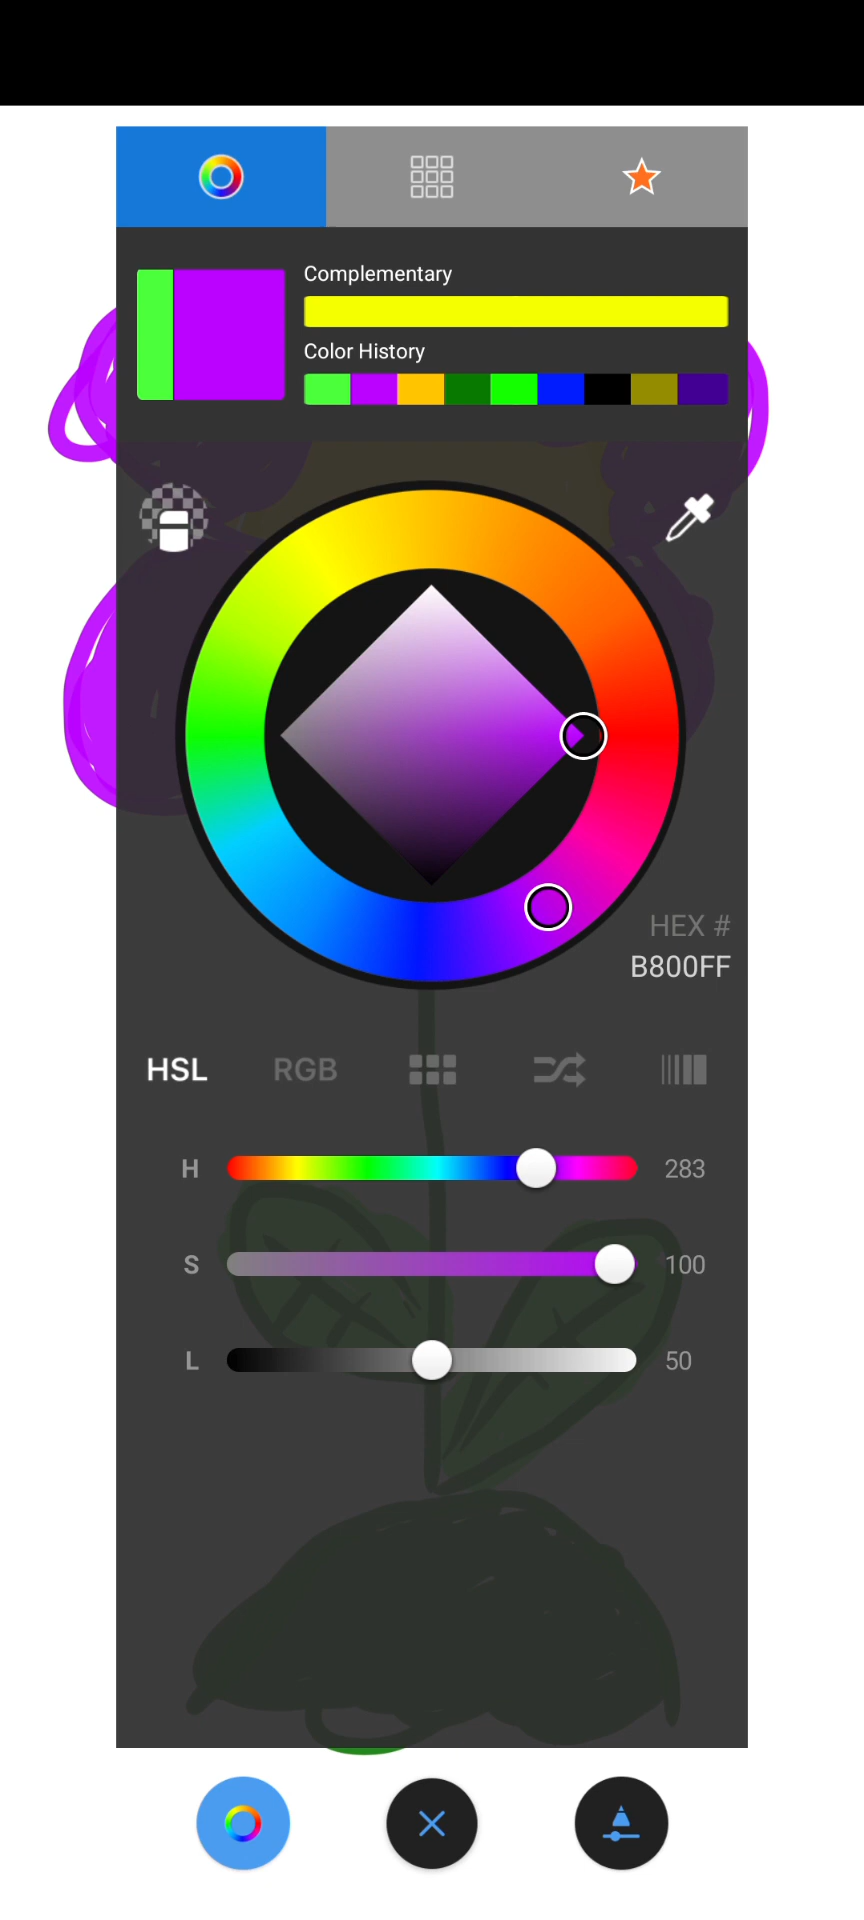 Complementary
Color History
HEX #
B800FF
HSL RGB
H 283
S 100
L 50